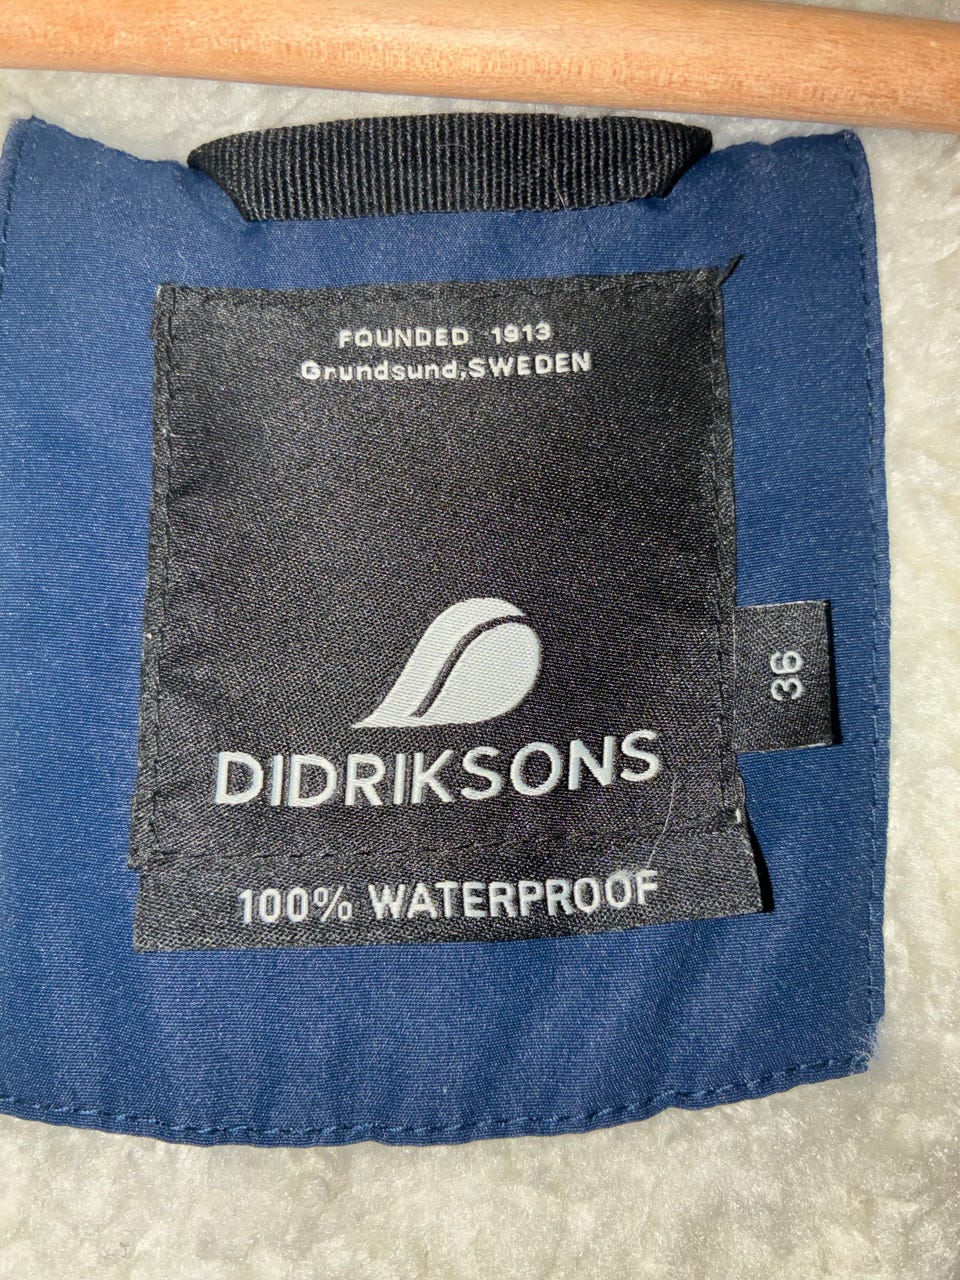 FOUNDED 1913
Grundsund,SWEDEN
DIDRIKSONS
36
100% WATERPROOF